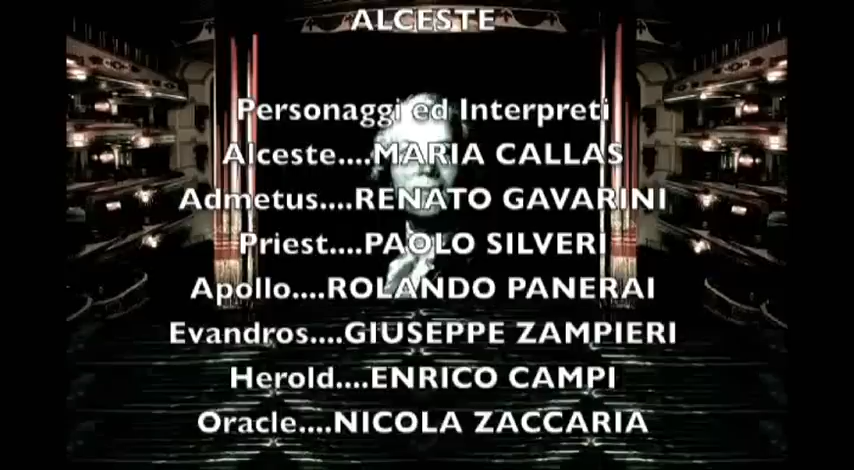 ALCESTE
Personaggi ed Interpreti
Alceste....MARIA CALLAS
Admetus....RENATO GAVARINI
Priest....PAOLO SILVERI
Apollo....ROLANDO PANERAI
Evandros....GIUSEPPE ZAMPIERI
Herold....ENRICO CAMPI
Oracle....NICOLA ZACCARIA